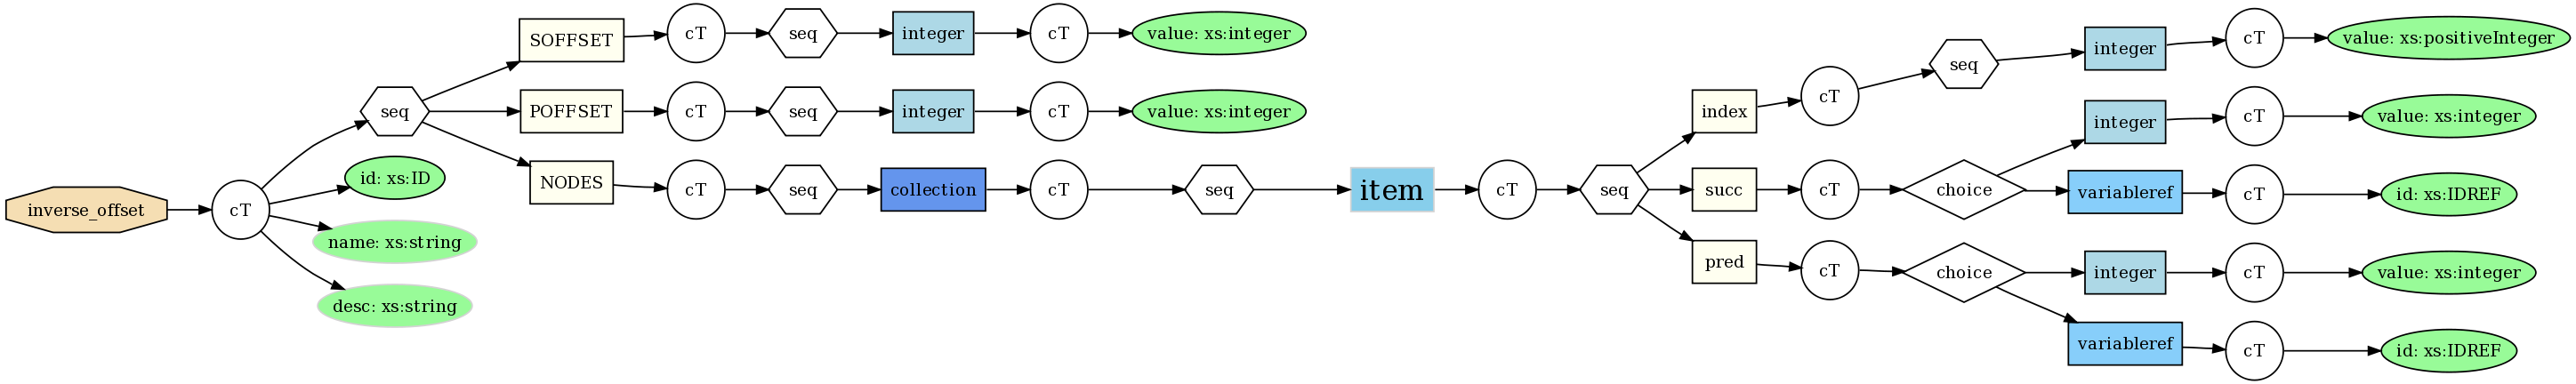 inverse_offset
cT
seq
id: xs:ID
name: xs:string
desc: xs:string
SOFFSET
cT
seq
integer
cT
value: xs:integer
POFFSET
cT
seq
integer
cT
value: xs:integer
NODES
cT
seq
collection
cT
seq
item
cT
seq
index
cT
seq
integer
cT
value: xs:positiveInteger
succ
cT
choice
integer
cT
value: xs:integer
variableref
cT
id: xs:IDREF
pred
cT
choice
integer
cT
value: xs:integer
variableref
cT
id: xs:IDREF